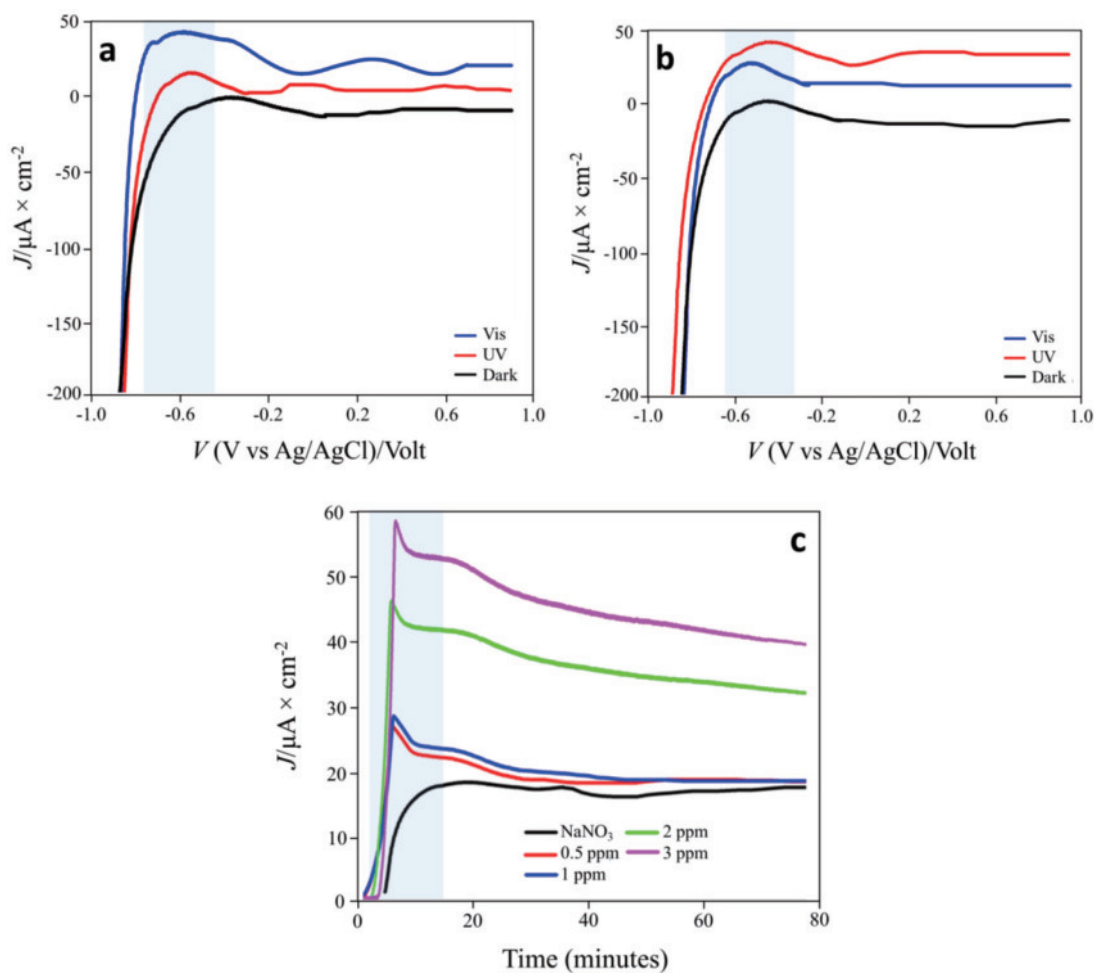 a
50
0
-50
-100
-150
-200
J/µA × cm⁻²
-1.0 -0.6 -0.2 0.2 0.6 1.0
V (V vs Ag/AgCl)/Volt
Vis
UV
Dark
b
50
0
-50
-100
-150
-200
J/µA × cm⁻²
-1.0 -0.6 -0.2 0.2 0.6 1.0
V (V vs Ag/AgCl)/Volt
Vis
UV
Dark
c
60
50
40
30
20
10
0
J/µA × cm⁻²
0 20 40 60 80
Time (minutes)
NaNO₃ 2 ppm
0.5 ppm 3 ppm
1 ppm